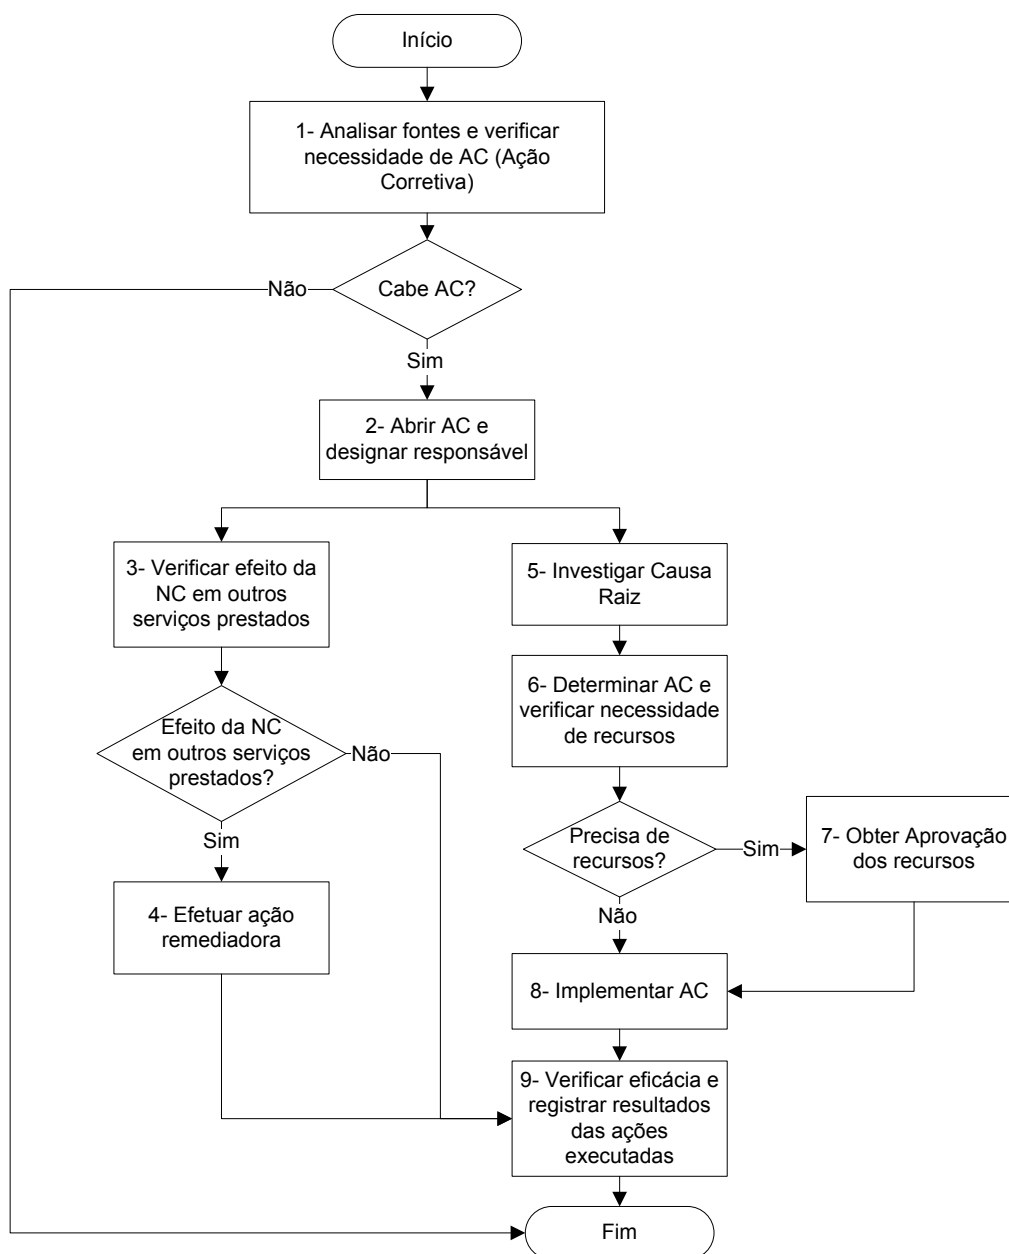 Início
1- Analisar fontes e verificar
necessidade de AC (Ação
Corretiva)
Não
Cabe AC?
Sim
2- Abrir AC e
designar responsável
3- Verificar efeito da
NC em outros
serviços prestados
Efeito da NC
em outros serviços
prestados?
Não
Sim
4- Efetuar ação
remediadora
5- Investigar Causa
Raiz
6- Determinar AC e
verificar necessidade
de recursos
Precisa de
recursos?
Sim
7- Obter Aprovação
dos recursos
Não
8- Implementar AC
9- Verificar eficácia e
registrar resultados
das ações
executadas
Fim